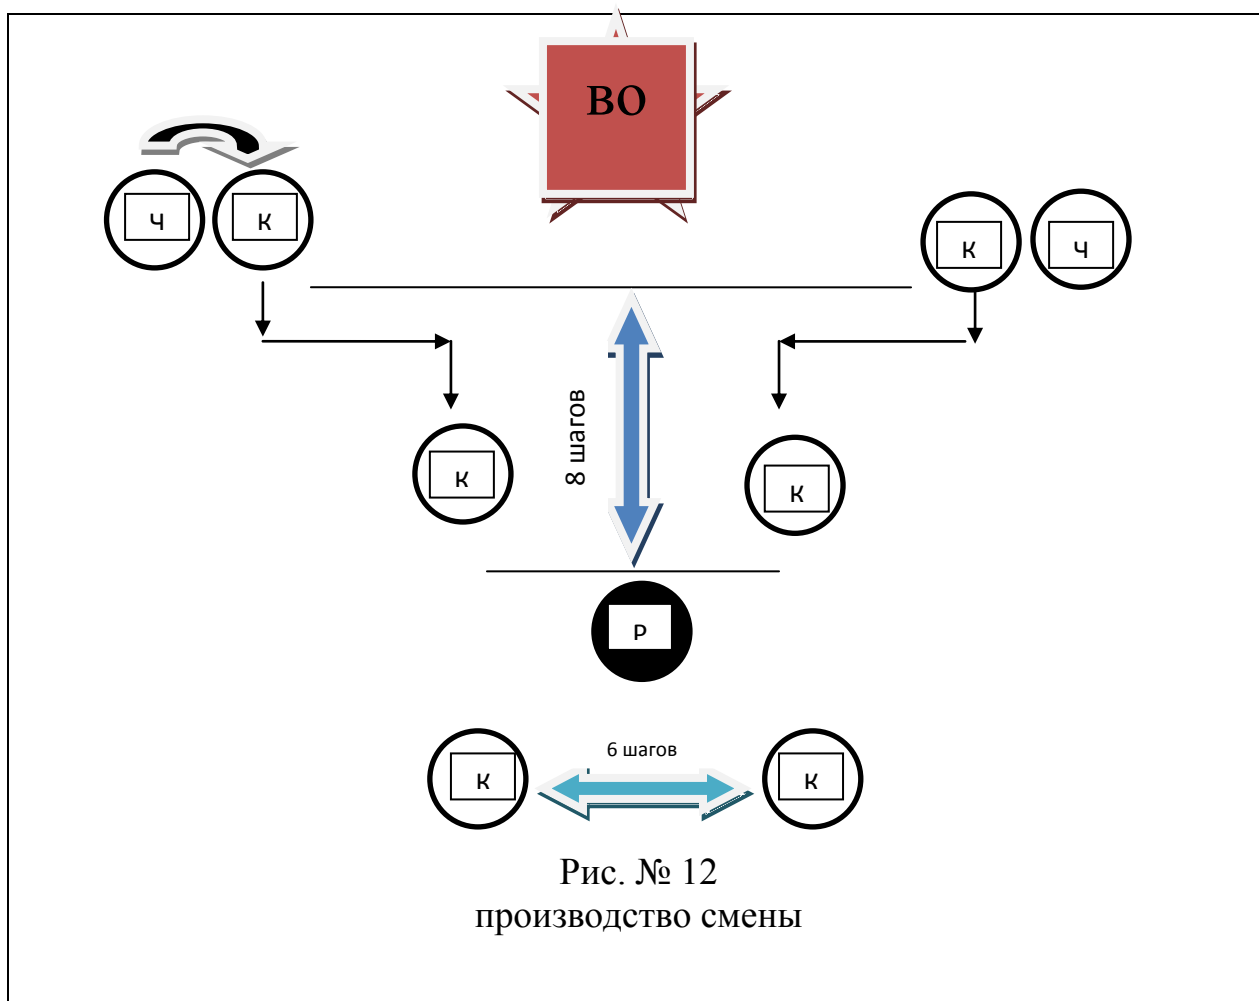 ВО
Ч К К Ч
8 шагов
К К
Р
6 шагов
К К
Рис. № 12
производство смены